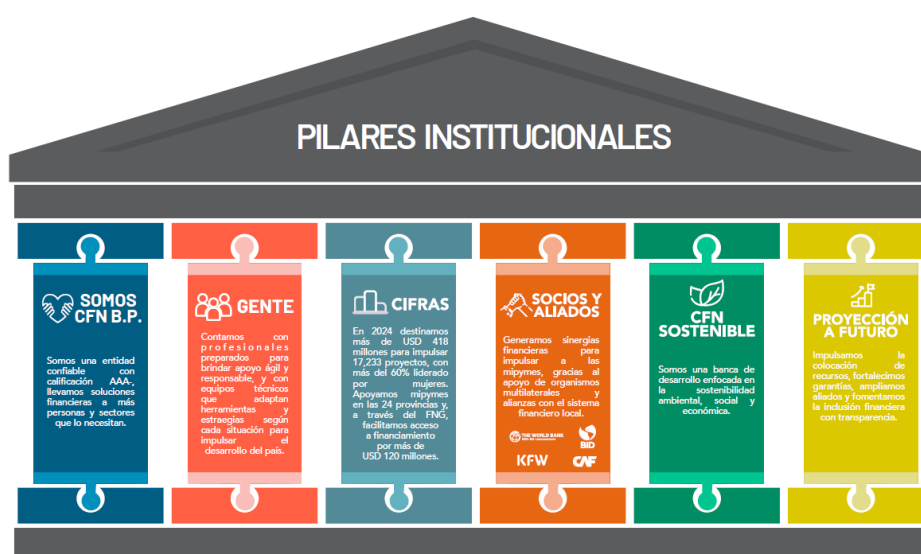 PILARES INSTITUCIONALES
SOMOS
CFN B.P.
Somos una entidad
confiable con
calificación AAA-,
llevamos soluciones
financieras a más
personas y sectores
que lo necesitan.
GENTE
Contamos con
profesionales
preparados para
brindar apoyo ágil y
responsable, y con
equipos técnicos
que adaptan
herramientas y
estraegias según
cada situación para
impulsar el
desarrollo del país.
CIFRAS
En 2024 destinamos
más de USD 418
millones para impulsar
17,233 proyectos, con
más del 60% liderado
por mujeres.
Apoyamos mipymes
en las 24 provincias y,
a través del FNG,
facilitamos acceso
a financiamiento
por más de
USD 120 millones.
SOCIOS Y
ALIADOS
Generamos sinergias
financieras para
impulsar a las
mipymes, gracias al
apoyo de organismos
multilaterales y
alianzas con el sistema
financiero local.
THE WORLD BANK
BID
KFW
CAF
CFN
SOSTENIBLE
Somos una banca de
desarrollo enfocada en
la sostenibilidad
ambiental, social y
económica.
PROYECCIÓN
A FUTURO
Impulsamos la
colocación de
recursos, fortalecimos
garantías, ampliamos
aliados y fomentamos
la inclusión financiera
con transparencia.